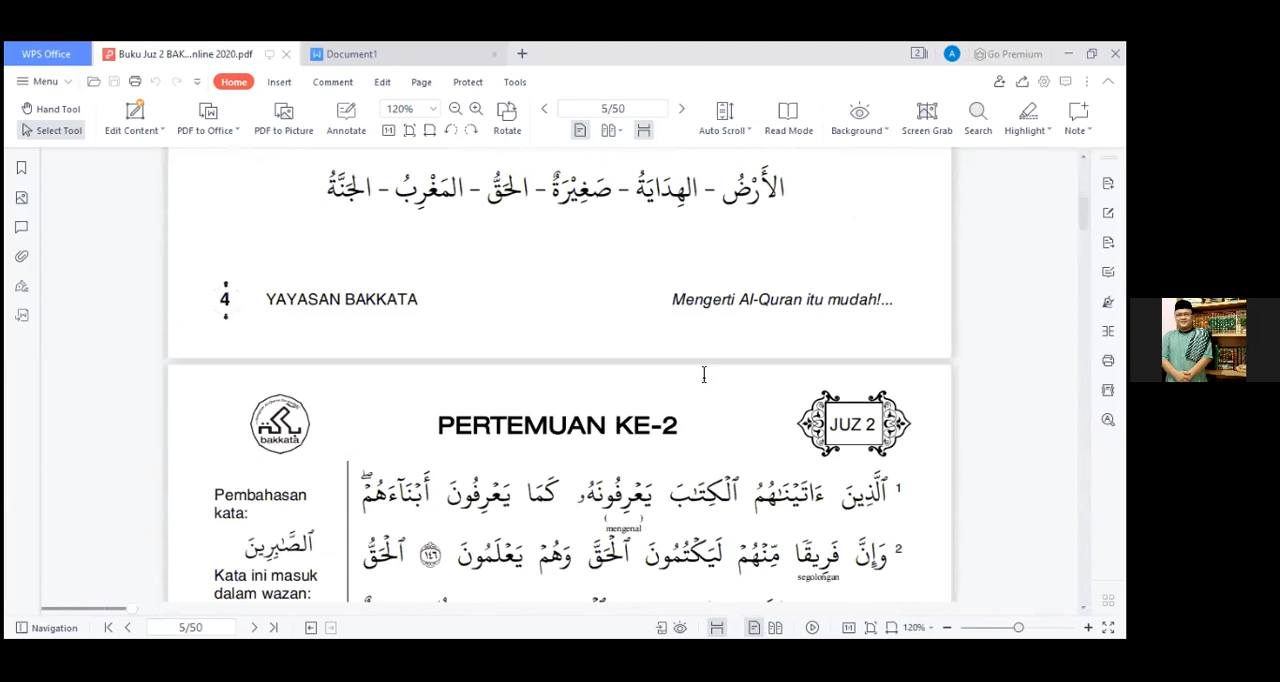 WPS Office
Buku Juz 2 BAK...nline 2020.pdf
Document1
Go Premium
Menu
Home
Insert
Comment
Edit
Page
Protect
Tools
Hand Tool
Select Tool
Edit Content
PDF to Office
PDF to Picture
Annotate
120%
Rotate
5/50
Auto Scroll
Read Mode
Background
Screen Grab
Search
Highlight
Note
الأَرْضُ – الهِدَايَةُ – صَغِيْرَةٌ – الحَقُّ – المَغْرِبُ – الجَنَّةُ
4 YAYASAN BAKKATA
Mengerti Al-Quran itu mudah!...
bakkata
PERTEMUAN KE-2
JUZ 2
Pembahasan
kata:
ٱلصَّٰبِرِينَ
Kata ini masuk
dalam wazan:
1 ٱلَّذِينَ ءَاتَيْنَٰهُمُ ٱلْكِتَٰبَ يَعْرِفُونَهُۥ كَمَا يَعْرِفُونَ أَبْنَآءَهُمْۖ
(mengenal)
2 وَإِنَّ فَرِيقًا مِّنْهُمْ لَيَكْتُمُونَ ٱلْحَقَّ وَهُمْ يَعْلَمُونَ ١٤٦ ٱلْحَقُّ
segolongan
Navigation
5/50
120%